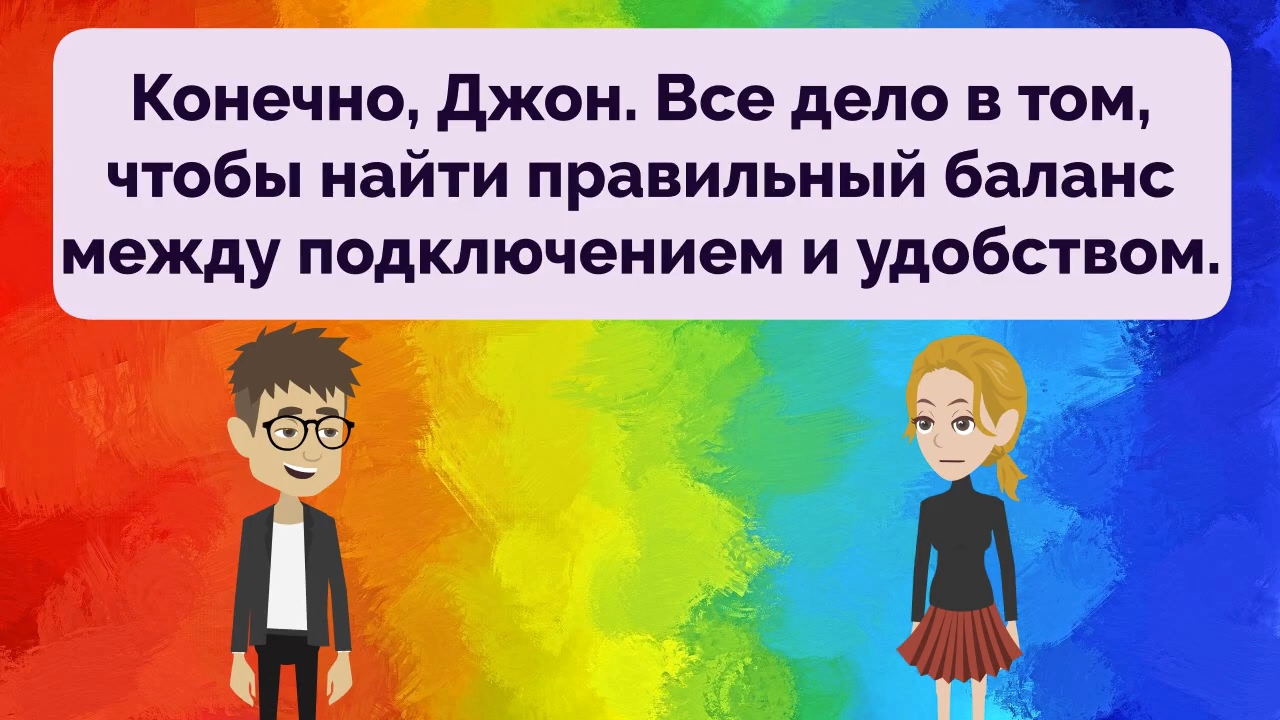 Конечно, Джон. Все дело в том,
чтобы найти правильный баланс
между подключением и удобством.